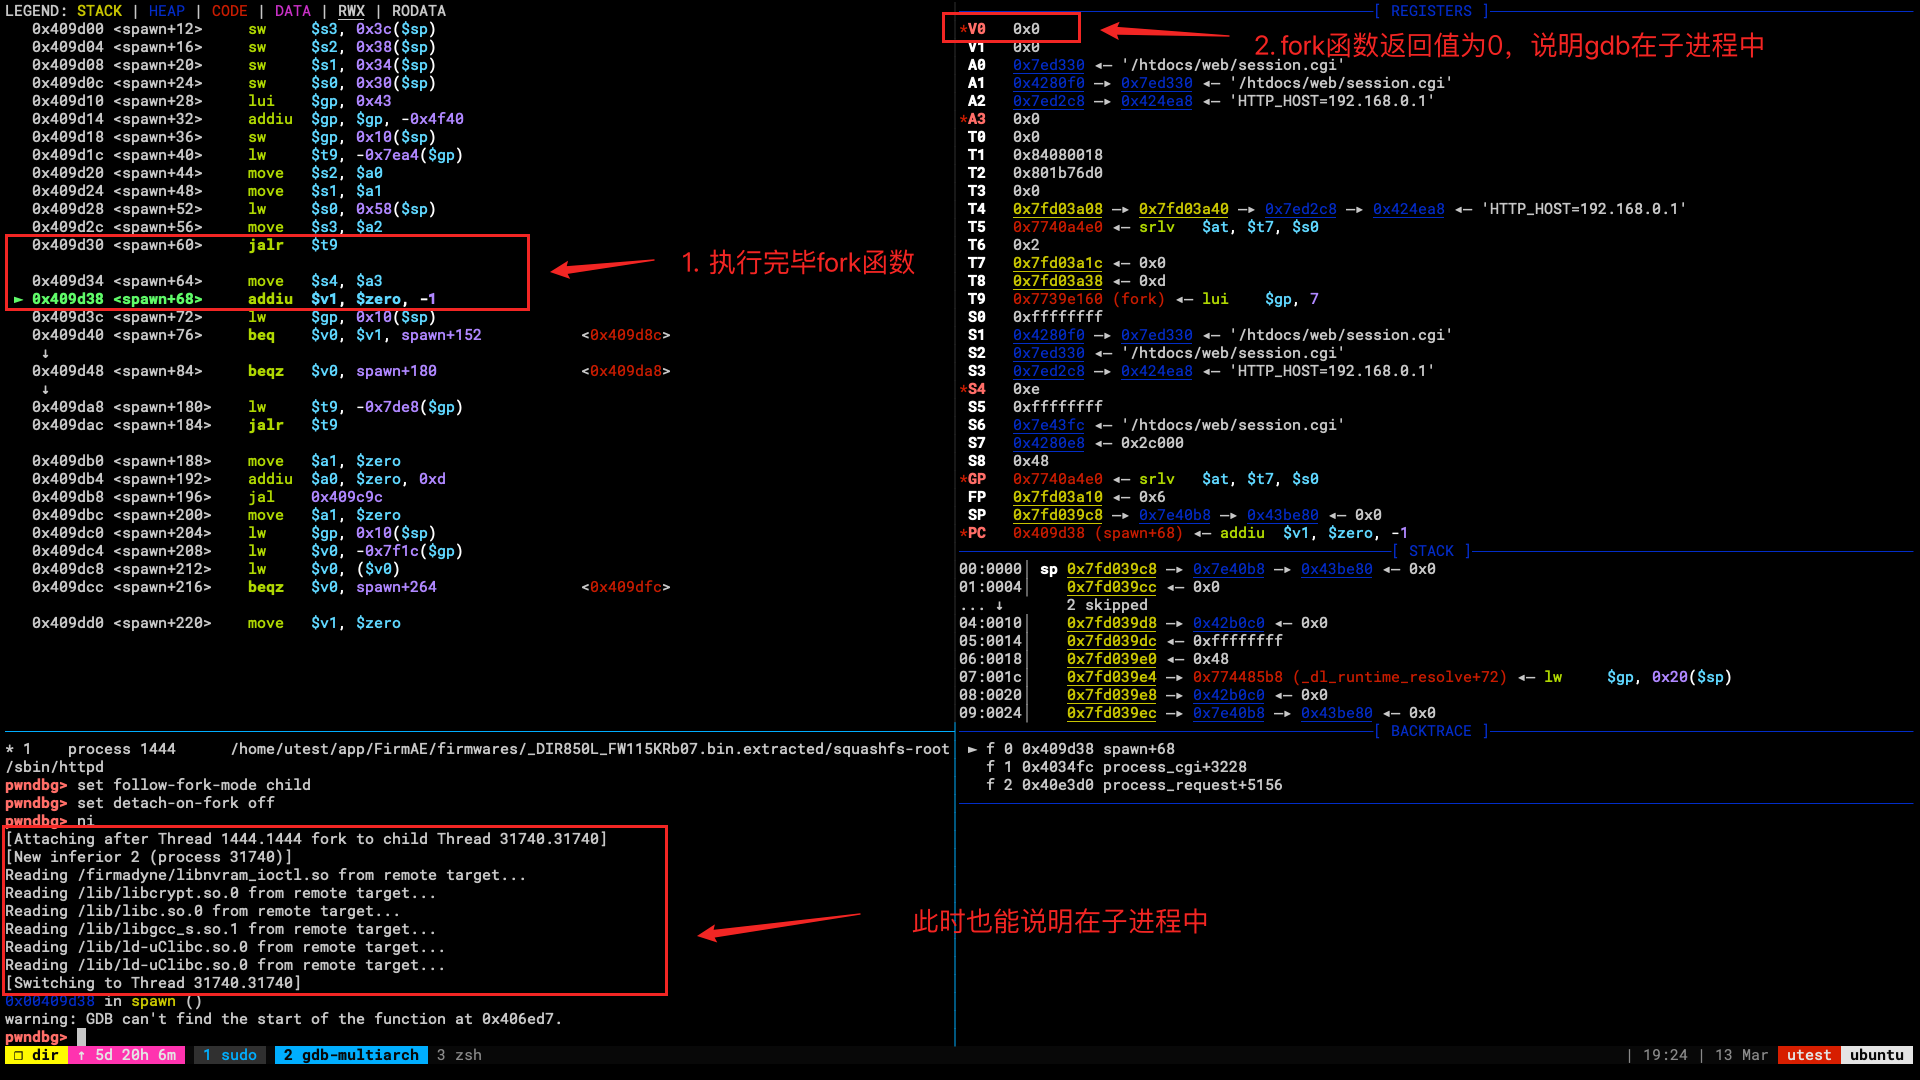 LEGEND: STACK | HEAP | CODE | DATA | RWX | RODATA
0x409d00 <spawn+12> sw $s3, 0x3c($sp)
0x409d04 <spawn+16> sw $s2, 0x38($sp)
0x409d08 <spawn+20> sw $s1, 0x34($sp)
0x409d0c <spawn+24> sw $s0, 0x30($sp)
0x409d10 <spawn+28> lui $gp, 0x43
0x409d14 <spawn+32> addiu $gp, $gp, -0x4f40
0x409d18 <spawn+36> sw $gp, 0x10($sp)
0x409d1c <spawn+40> lw $t9, -0x7ea4($gp)
0x409d20 <spawn+44> move $s2, $a0
0x409d24 <spawn+48> move $s1, $a1
0x409d28 <spawn+52> lw $s0, 0x58($sp)
0x409d2c <spawn+56> move $s3, $a2
0x409d30 <spawn+60> jalr $t9
0x409d34 <spawn+64> move $s4, $a3
► 0x409d38 <spawn+68> addiu $v1, $zero, -1
0x409d3c <spawn+72> lw $gp, 0x10($sp)
0x409d40 <spawn+76> beq $v0, $v1, spawn+152 <0x409d8c>
↓
0x409d48 <spawn+84> beqz $v0, spawn+180 <0x409da8>
↓
0x409da8 <spawn+180> lw $t9, -0x7de8($gp)
0x409dac <spawn+184> jalr $t9
0x409db0 <spawn+188> move $a1, $zero
0x409db4 <spawn+192> addiu $a0, $zero, 0xd
0x409db8 <spawn+196> jal 0x409c9c
0x409dbc <spawn+200> move $a1, $zero
0x409dc0 <spawn+204> lw $gp, 0x10($sp)
0x409dc4 <spawn+208> lw $v0, -0x7f1c($gp)
0x409dc8 <spawn+212> lw $v0, ($v0)
0x409dcc <spawn+216> beqz $v0, spawn+264 <0x409dfc>
0x409dd0 <spawn+220> move $v1, $zero
1. 执行完毕fork函数
* 1 process 1444 /home/utest/app/FirmAE/firmwares/_DIR850L_FW115KRb07.bin.extracted/squashfs-root
/sbin/httpd
pwndbg> set follow-fork-mode child
pwndbg> set detach-on-fork off
pwndbg> ni
[Attaching after Thread 1444.1444 fork to child Thread 31740.31740]
[New inferior 2 (process 31740)]
Reading /firmadyne/libnvram_ioctl.so from remote target...
Reading /lib/libcrypt.so.0 from remote target...
Reading /lib/libc.so.0 from remote target...
Reading /lib/libgcc_s.so.1 from remote target...
Reading /lib/ld-uClibc.so.0 from remote target...
Reading /lib/ld-uClibc.so.0 from remote target...
[Switching to Thread 31740.31740]
0x00409d38 in spawn ()
warning: GDB can't find the start of the function at 0x406ed7.
pwndbg>
[ REGISTERS ]
*V0 0x0
V1 0x0
2. fork函数返回值为0，说明gdb在子进程中
A0 0x7ed330 ◂— '/htdocs/web/session.cgi'
A1 0x4280f0 —▸ 0x7ed330 ◂— '/htdocs/web/session.cgi'
A2 0x7ed2c8 —▸ 0x424ea8 ◂— 'HTTP_HOST=192.168.0.1'
*A3 0x0
T0 0x0
T1 0x84080018
T2 0x801b76d0
T3 0x0
T4 0x7fd03a08 —▸ 0x7fd03a40 —▸ 0x7ed2c8 —▸ 0x424ea8 ◂— 'HTTP_HOST=192.168.0.1'
T5 0x7740a4e0 ◂— srlv $at, $t7, $s0
T6 0x2
T7 0x7fd03a1c ◂— 0x0
T8 0x7fd03a38 ◂— 0xd
T9 0x7739e160 (fork) ◂— lui $gp, 7
S0 0xffffffff
S1 0x4280f0 —▸ 0x7ed330 ◂— '/htdocs/web/session.cgi'
S2 0x7ed330 ◂— '/htdocs/web/session.cgi'
S3 0x7ed2c8 —▸ 0x424ea8 ◂— 'HTTP_HOST=192.168.0.1'
*S4 0xe
S5 0xffffffff
S6 0x7e43fc ◂— '/htdocs/web/session.cgi'
S7 0x4280e8 ◂— 0x2c000
S8 0x48
*GP 0x7740a4e0 ◂— srlv $at, $t7, $s0
FP 0x7fd03a10 ◂— 0x6
SP 0x7fd039c8 —▸ 0x7e40b8 —▸ 0x43be80 ◂— 0x0
*PC 0x409d38 (spawn+68) ◂— addiu $v1, $zero, -1
[ STACK ]
00:0000│ sp 0x7fd039c8 —▸ 0x7e40b8 —▸ 0x43be80 ◂— 0x0
01:0004│ 0x7fd039cc ◂— 0x0
... ↓ 2 skipped
04:0010│ 0x7fd039d8 —▸ 0x42b0c0 ◂— 0x0
05:0014│ 0x7fd039dc ◂— 0xffffffff
06:0018│ 0x7fd039e0 ◂— 0x48
07:001c│ 0x7fd039e4 —▸ 0x774485b8 (_dl_runtime_resolve+72) ◂— lw $gp, 0x20($sp)
08:0020│ 0x7fd039e8 —▸ 0x42b0c0 ◂— 0x0
09:0024│ 0x7fd039ec —▸ 0x7e40b8 —▸ 0x43be80 ◂— 0x0
[ BACKTRACE ]
► f 0 0x409d38 spawn+68
f 1 0x4034fc process_cgi+3228
f 2 0x40e3d0 process_request+5156
此时也能说明在子进程中
❐ dir ↑ 5d 20h 6m 1 sudo 2 gdb-multiarch 3 zsh | 19:24 | 13 Mar utest ubuntu